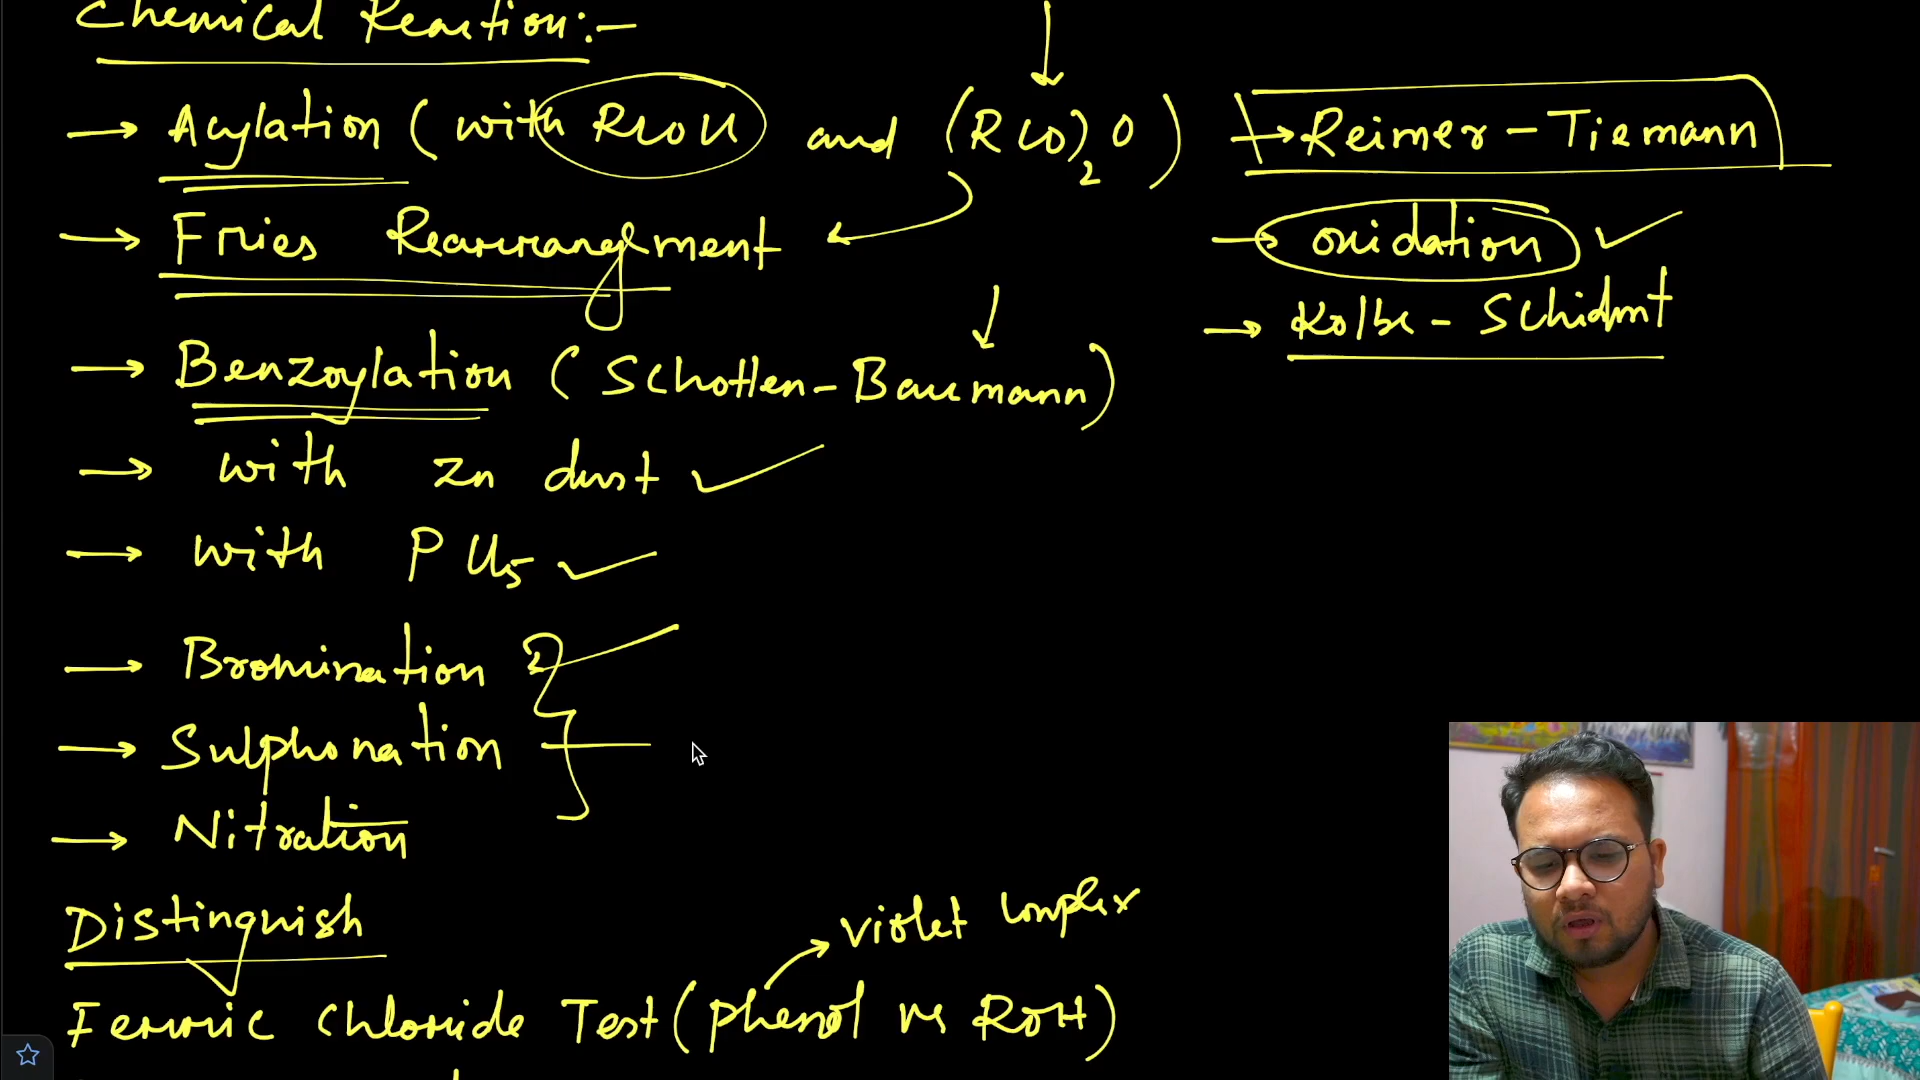 Chemical Reaction:-
→ Acylation (with RCOCl and (RCO)₂O)
→ Fries Rearrangement
→ Benzoylation (Schotten-Baumann)
→ with Zn dust ✓
→ with PCl₅ ✓
→ Bromination
→ Sulphonation
→ Nitration
→ Reimer-Tiemann
→ oxidation ✓
→ Kolbe-Schidmt
Distinguish
violet complex
Ferric Chloride Test (phenol vs ROH)